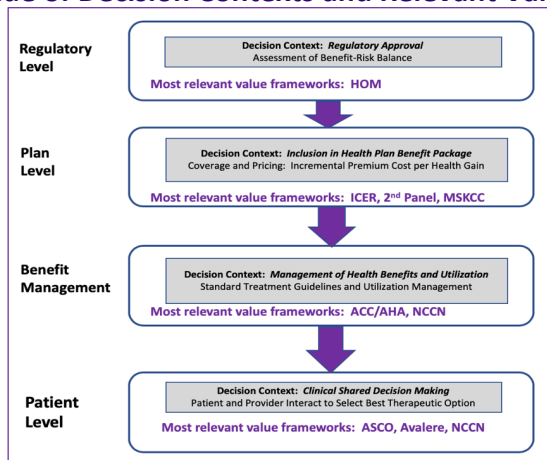 Decision Contexts and Relevant
Regulatory
Level
Decision Context: Regulatory Approval
Assessment of Benefit-Risk Balance
Most relevant value frameworks: HOM
Plan
Level
Decision Context: Inclusion in Health Plan Benefit Package
Coverage and Pricing: Incremental Premium Cost per Health Gain
Most relevant value frameworks: ICER, 2nd Panel, MSKCC
Benefit
Management
Decision Context: Management of Health Benefits and Utilization
Standard Treatment Guidelines and Utilization Management
Most relevant value frameworks: ACC/AHA, NCCN
Patient
Level
Decision Context: Clinical Shared Decision Making
Patient and Provider Interact to Select Best Therapeutic Option
Most relevant value frameworks: ASCO, Avalere, NCCN